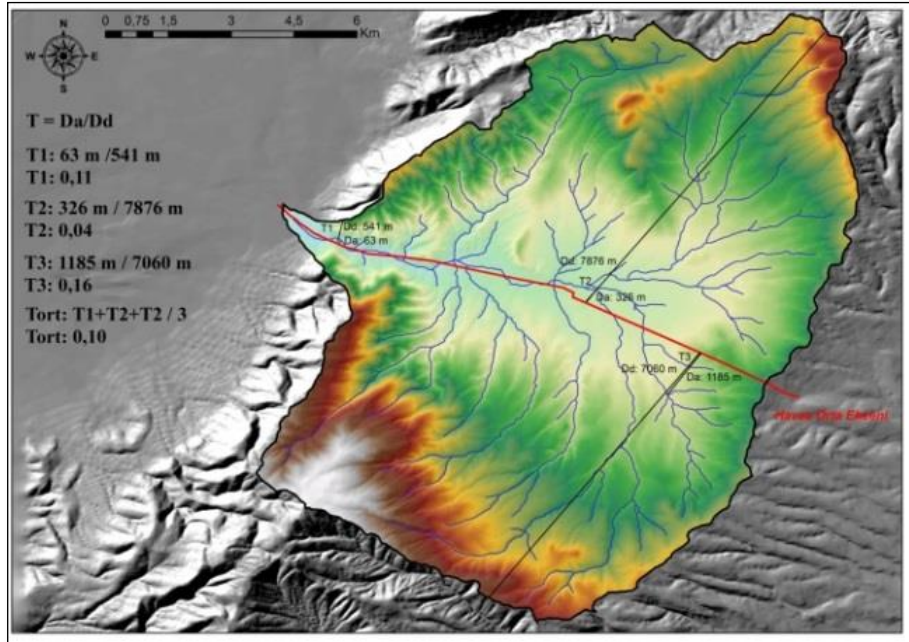 N
W E
S
0 0,75 1,5 3 4,5 6
Km
T = Da/Dd
T1: 63 m /541 m
T1: 0,11
T2: 326 m / 7876 m
T2: 0,04
T3: 1185 m / 7060 m
T3: 0,16
Tort: T1+T2+T2 / 3
Tort: 0,10
T1
Dd: 541 m
Da: 63 m
Dd: 7876 m
T2
Da: 326 m
T3
Dd: 7060 m
Da: 1185 m
Havza Orta Ekseni